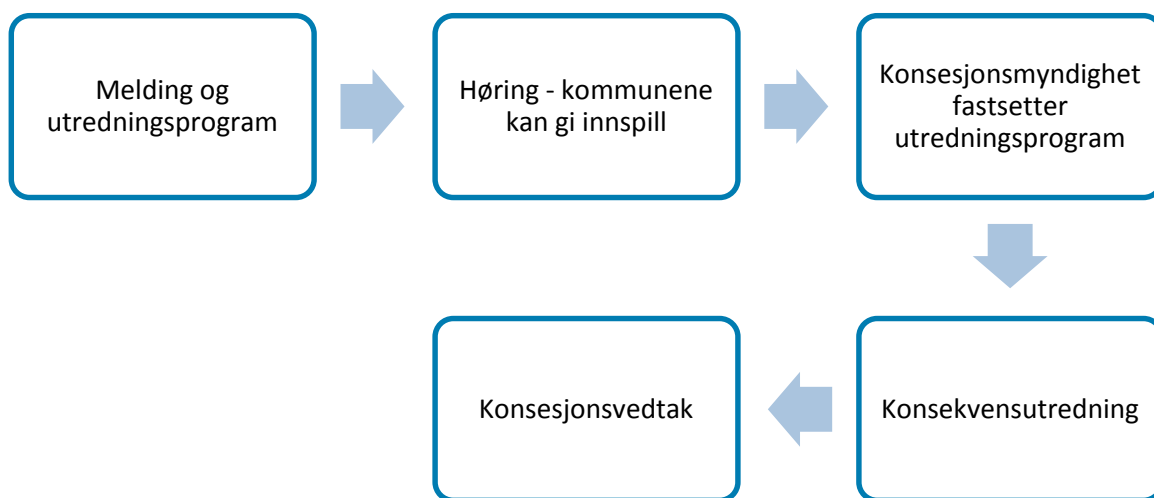 Melding og
utredningsprogram
Høring - kommunene
kan gi innspill
Konsesjonsmyndighet
fastsetter
utredningsprogram
Konsekvensutredning
Konsesjonsvedtak